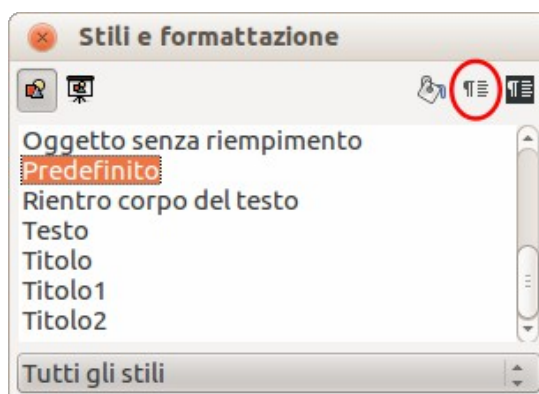 Stili e formattazione
Oggetto senza riempimento
Predefinito
Rientro corpo del testo
Testo
Titolo
Titolo1
Titolo2
Tutti gli stili